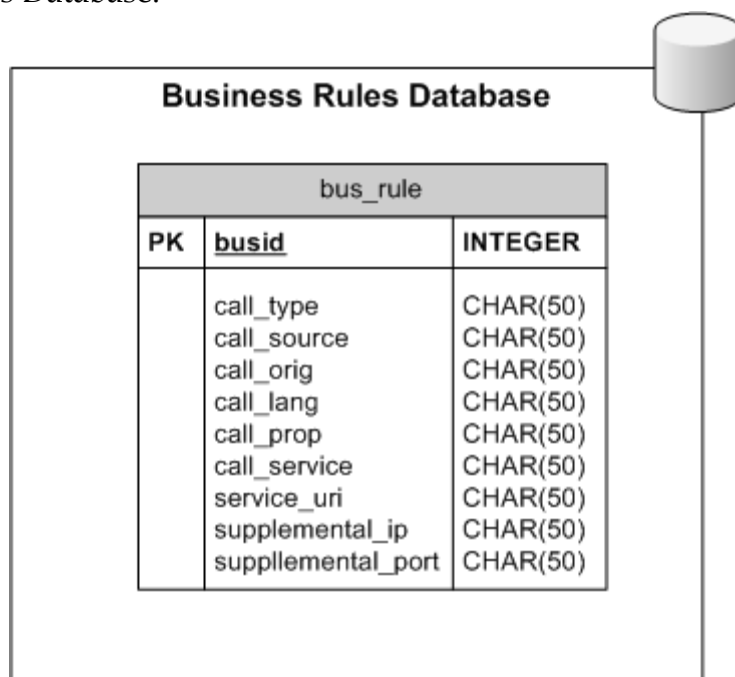 s Database.
Business Rules Database
bus_rule
PK busid INTEGER
call_type CHAR(50)
call_source CHAR(50)
call_orig CHAR(50)
call_lang CHAR(50)
call_prop CHAR(50)
call_service CHAR(50)
service_uri CHAR(50)
supplemental_ip CHAR(50)
suppllemental_port CHAR(50)